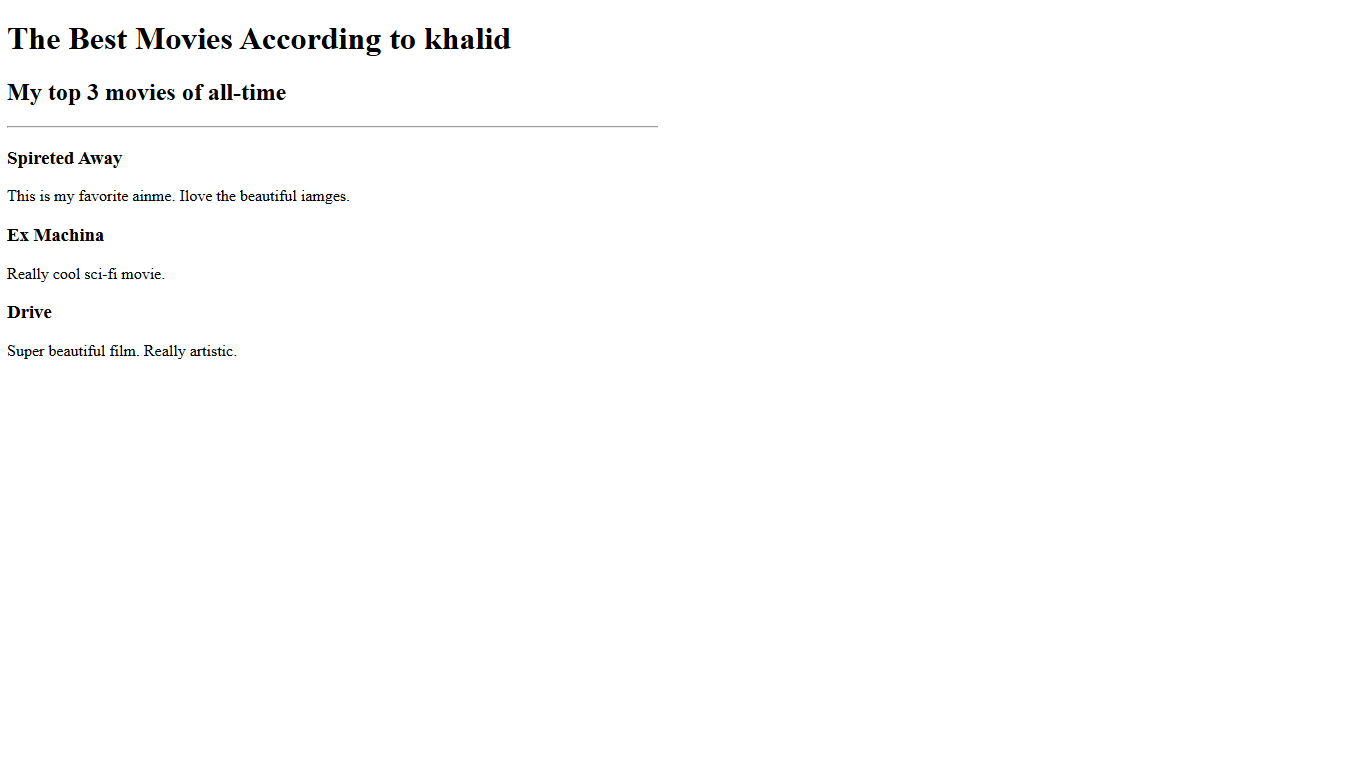 The Best Movies According to khalid
My top 3 movies of all-time
Spireted Away
This is my favorite ainme. Ilove the beautiful iamges.
Ex Machina
Really cool sci-fi movie.
Drive
Super beautiful film. Really artistic.